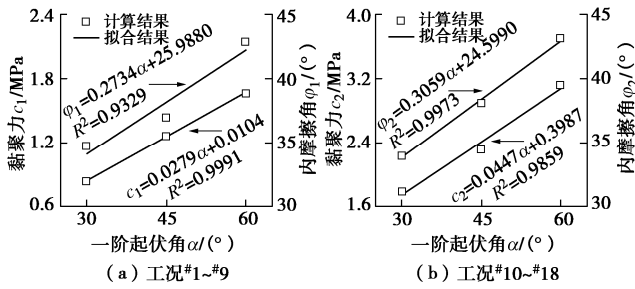 计算结果
拟合结果
φ₁=0.2734α+25.9880
R²=0.9329
c₁=0.0279α+0.0104
R²=0.9991
黏聚力c₁/MPa
2.4
1.8
1.2
0.6
45
40
35
30
内摩擦角φ₁/(°)
30 45 60
一阶起伏角α/(°)
(a)工况#1~#9
计算结果
拟合结果
φ₂=0.3059α+24.5990
R²=0.9973
c₂=0.0447α+0.3987
R²=0.9859
黏聚力c₂/MPa
4.0
3.2
2.4
1.6
45
40
35
30
内摩擦角φ₂/(°)
30 45 60
一阶起伏角α/(°)
(b)工况#10~#18